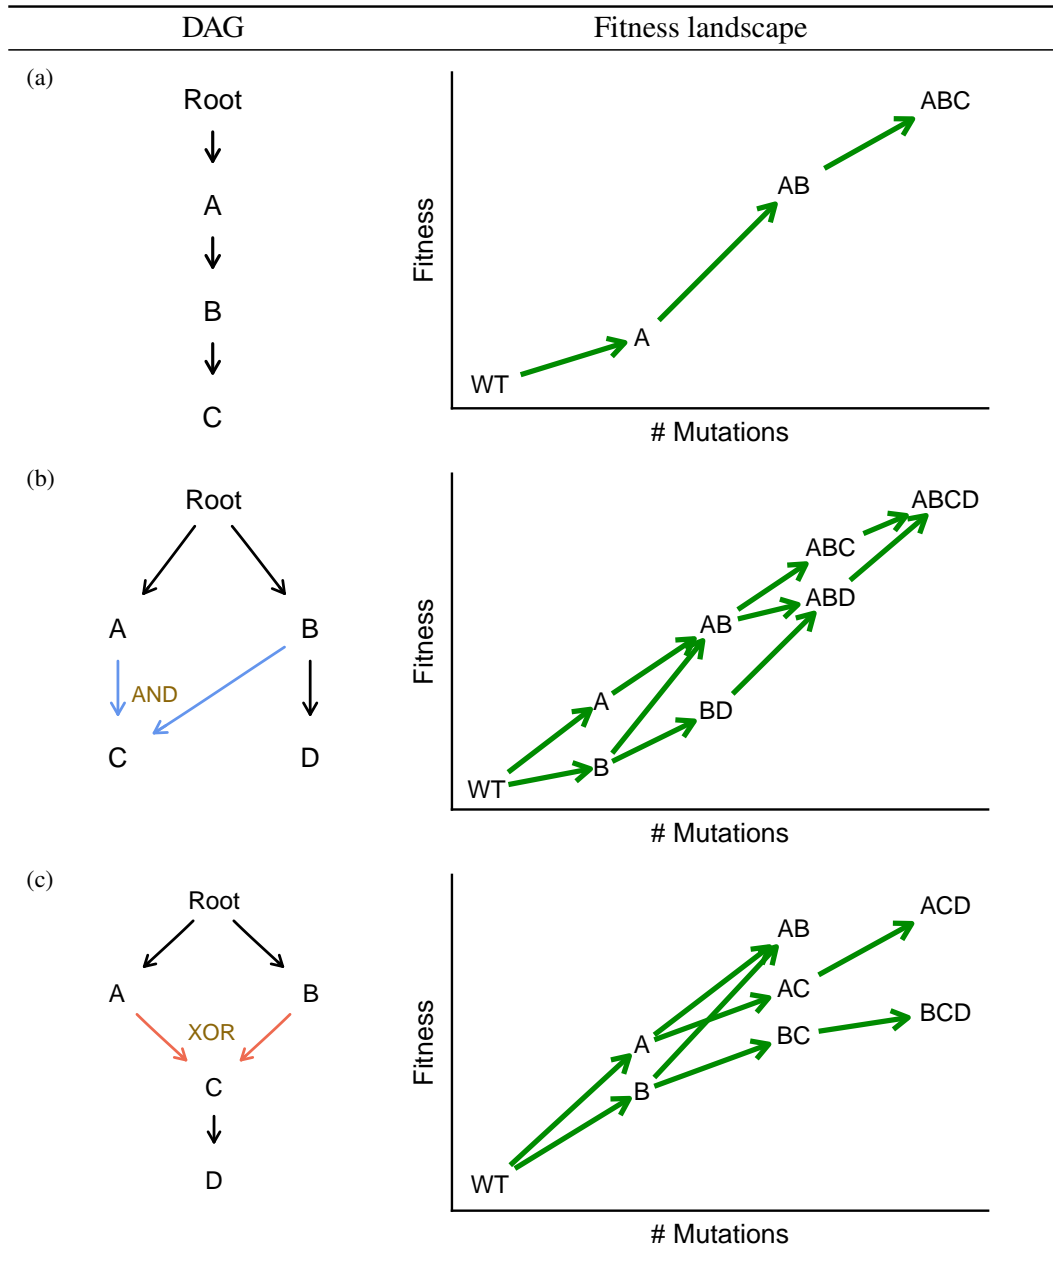 DAG
Fitness landscape
(a)
Root
A
B
C
Fitness
WT
A
AB
ABC
# Mutations
(b)
Root
A
B
AND
C
D
Fitness
WT
A
B
AB
BD
ABC
ABD
ABCD
# Mutations
(c)
Root
A
B
XOR
C
D
Fitness
WT
A
B
AB
AC
BC
ACD
BCD
# Mutations